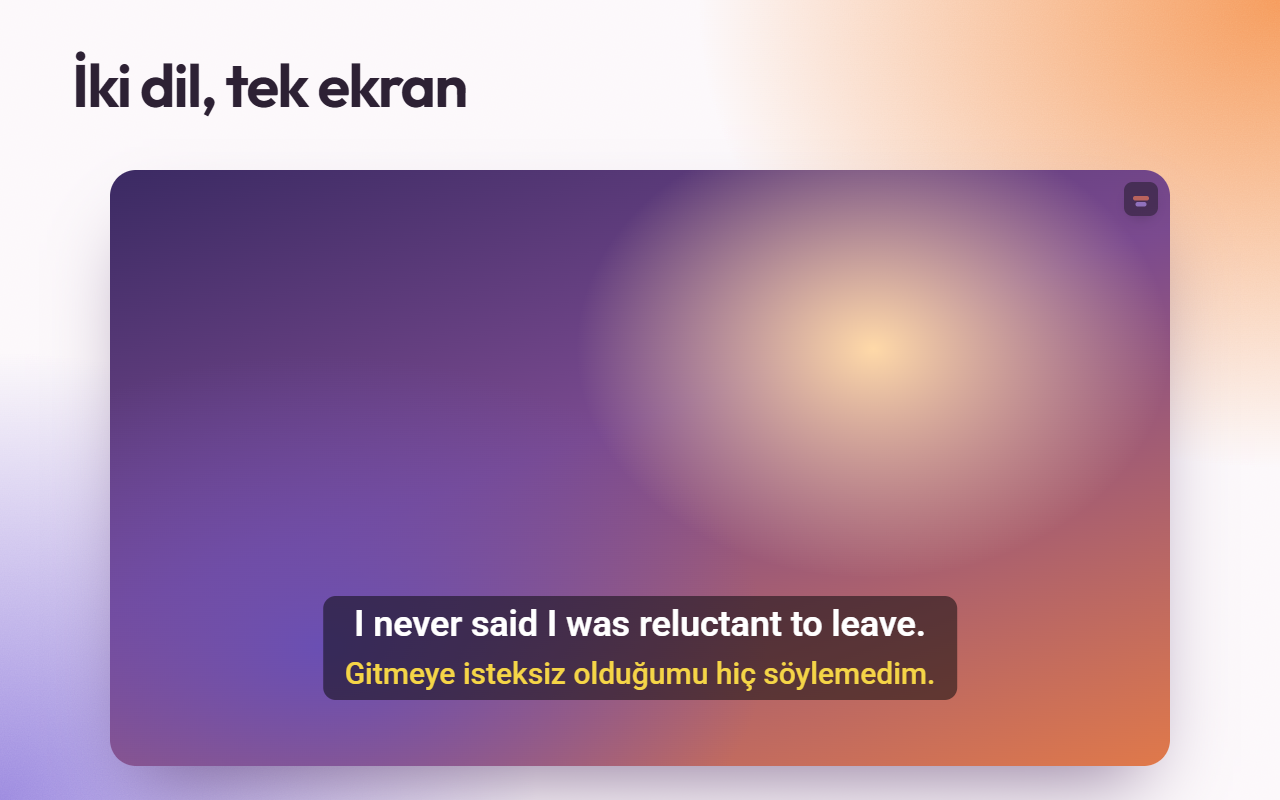 İki dil, tek ekran
I never said I was reluctant to leave.
Gitmeye isteksiz olduğumu hiç söylemedim.